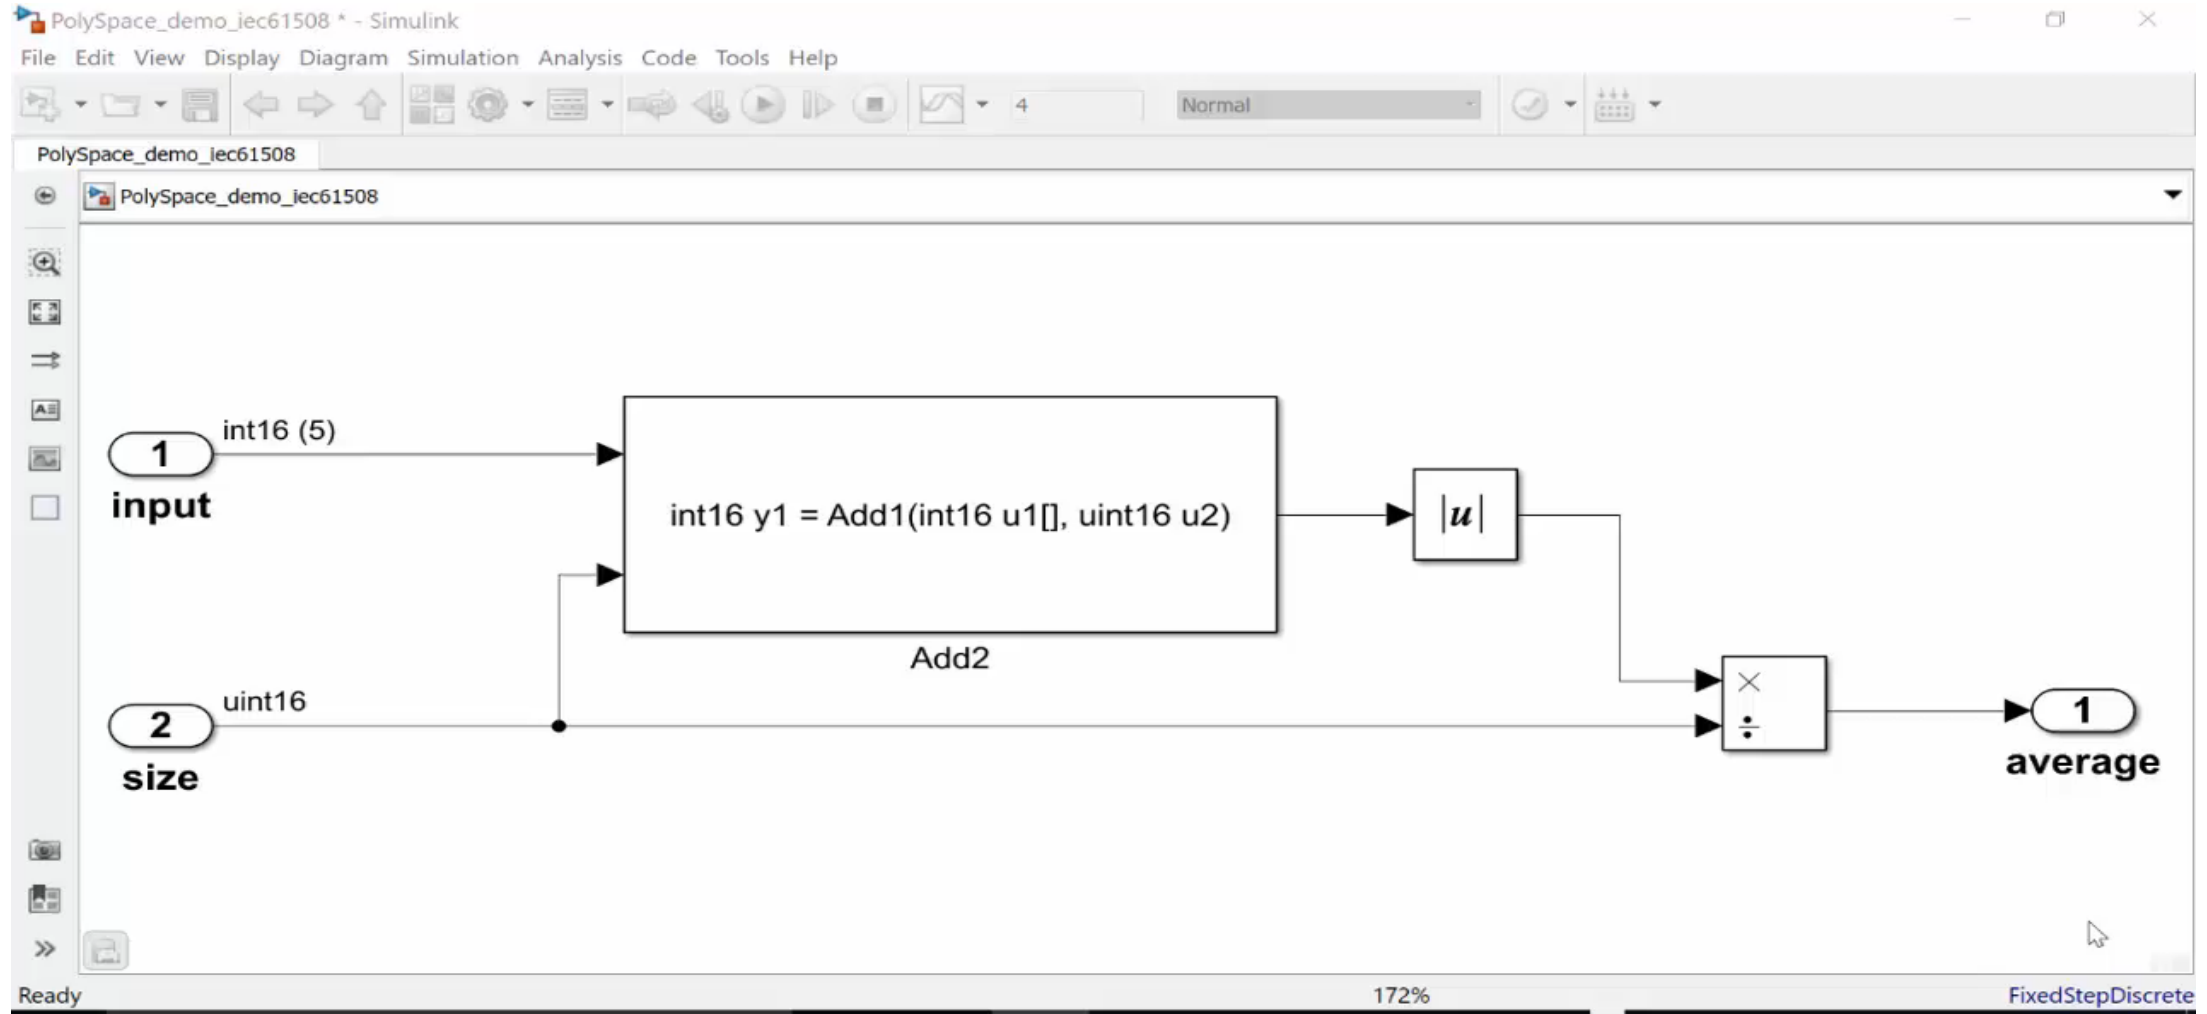 PolySpace_demo_iec61508 * - Simulink
File Edit View Display Diagram Simulation Analysis Code Tools Help
4 Normal
PolySpace_demo_iec61508
PolySpace_demo_iec61508
int16 (5)
1
input
int16 y1 = Add1(int16 u1[], uint16 u2)
|u|
Add2
uint16
2
size
×
÷
1
average
Ready 172% FixedStepDiscrete